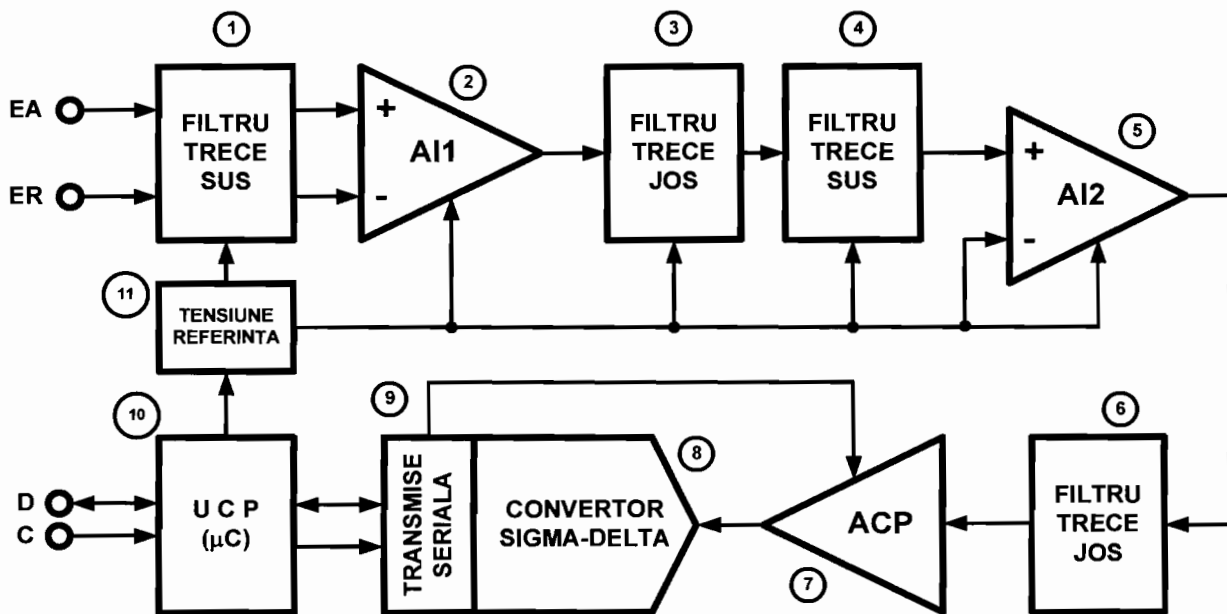 1
3
4
2
5
EA
ER
FILTRU
TRECE
SUS
+
-
AI1
FILTRU
TRECE
JOS
FILTRU
TRECE
SUS
+
-
AI2
11
TENSIUNE
REFERINTA
10
9
8
6
D
C
U C P
(μC)
TRANSMISE
SERIALA
CONVERTOR
SIGMA-DELTA
ACP
7
FILTRU
TRECE
JOS